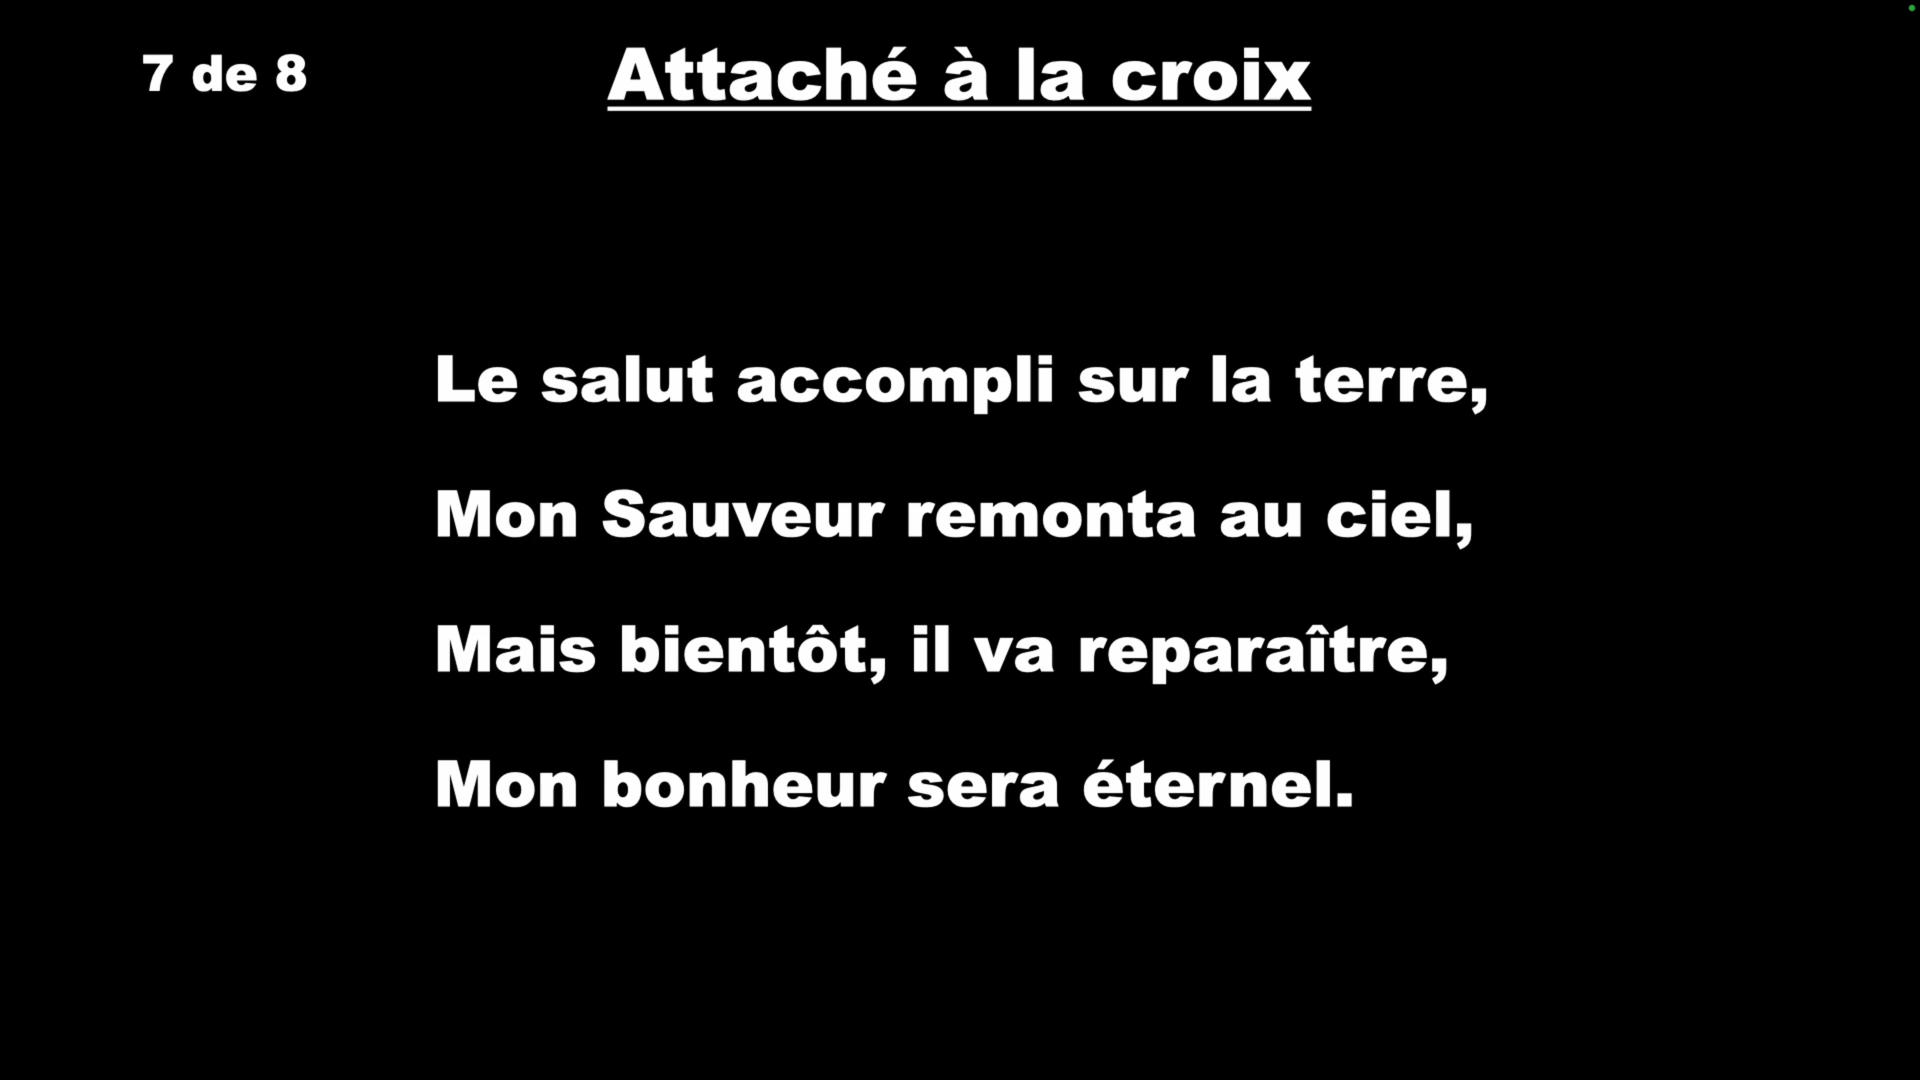 7 de 8
Attaché à la croix
Le salut accompli sur la terre,
Mon Sauveur remonta au ciel,
Mais bientôt, il va reparaître,
Mon bonheur sera éternel.